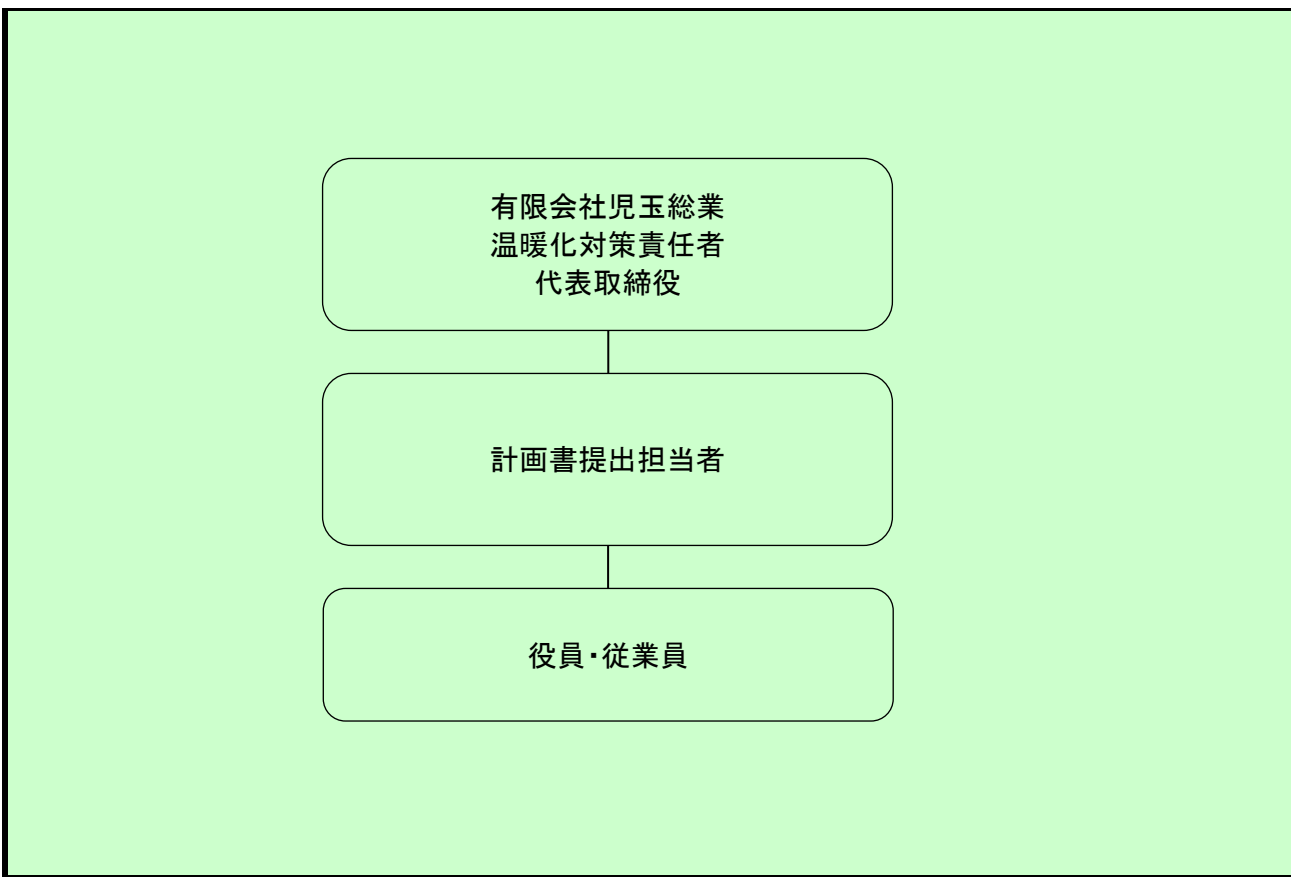 有限会社児玉総業
温暖化対策責任者
代表取締役
計画書提出担当者
役員・従業員